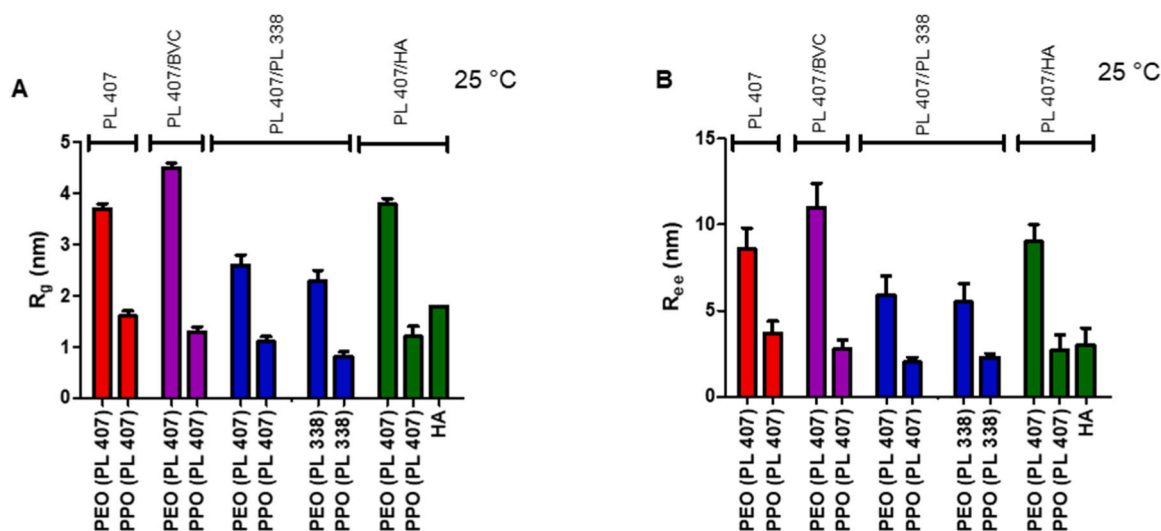 A
PL 407
PL 407/BVC
PL 407/PL 338
PL 407/HA
25 °C
Rg (nm)
5
4
3
2
1
0
PEO (PL 407)
PPO (PL 407)
PEO (PL 407)
PPO (PL 407)
PEO (PL 407)
PPO (PL 407)
PEO (PL 338)
PPO (PL 338)
PEO (PL 407)
PPO (PL 407)
HA
B
PL 407
PL 407/BVC
PL 407/PL 338
PL 407/HA
25 °C
Ree (nm)
15
10
5
0
PEO (PL 407)
PPO (PL 407)
PEO (PL 407)
PPO (PL 407)
PEO (PL 407)
PPO (PL 407)
PEO (PL 338)
PPO (PL 338)
PEO (PL 407)
PPO (PL 407)
HA